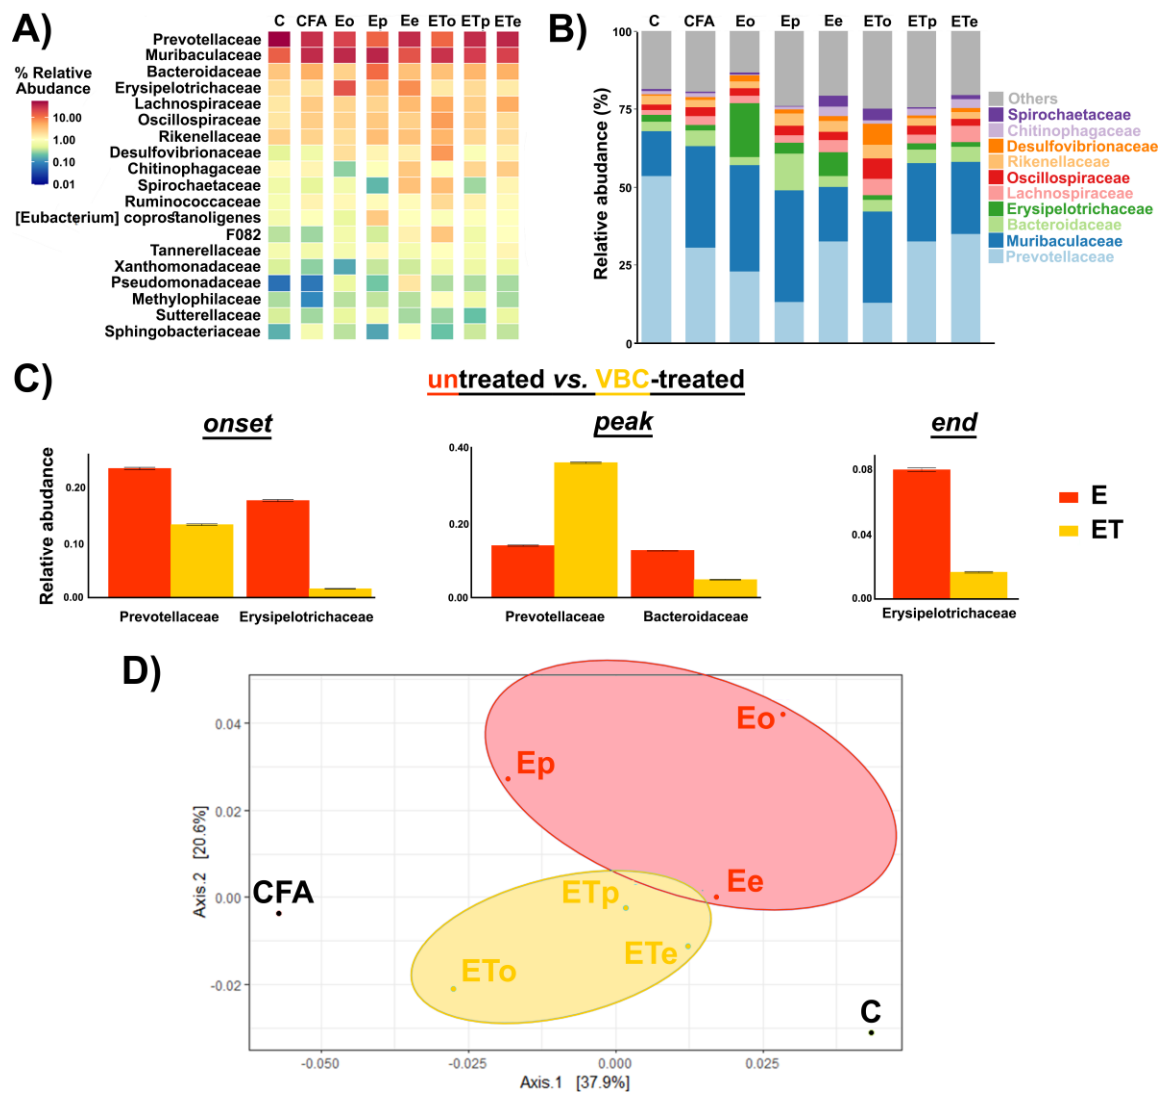 A)
C CFA Eo Ep Ee ETo ETp ETe
% Relative
Abudance
10.00
1.00
0.10
0.01
Prevotellaceae
Muribaculaceae
Bacteroidaceae
Erysipelotrichaceae
Lachnospiraceae
Oscillospiraceae
Rikenellaceae
Desulfovibrionaceae
Chitinophagaceae
Spirochaetaceae
Ruminococcaceae
[Eubacterium] coprostanoligenes
F082
Tannerellaceae
Xanthomonadaceae
Pseudomonadaceae
Methylophilaceae
Sutterellaceae
Sphingobacteriaceae
B)
C CFA Eo Ep Ee ETo ETp ETe
Relative abudance (%)
100
75
50
25
0
Others
Spirochaetaceae
Chitinophagaceae
Desulfovibrionaceae
Rikenellaceae
Oscillospiraceae
Lachnospiraceae
Erysipelotrichaceae
Bacteroidaceae
Muribaculaceae
Prevotellaceae
C)
untreated vs. VBC-treated
onset
Relative abudance
0.20
0.10
0.00
Prevotellaceae Erysipelotrichaceae
peak
0.40
0.20
0.00
Prevotellaceae Bacteroidaceae
end
0.08
0.04
0.00
Erysipelotrichaceae
E
ET
D)
Axis.2 [20.6%]
0.04
0.02
0.00
-0.02
Eo
Ep
Ee
CFA
ETp
ETe
ETo
C
-0.050 -0.025 0.000 0.025
Axis.1 [37.9%]